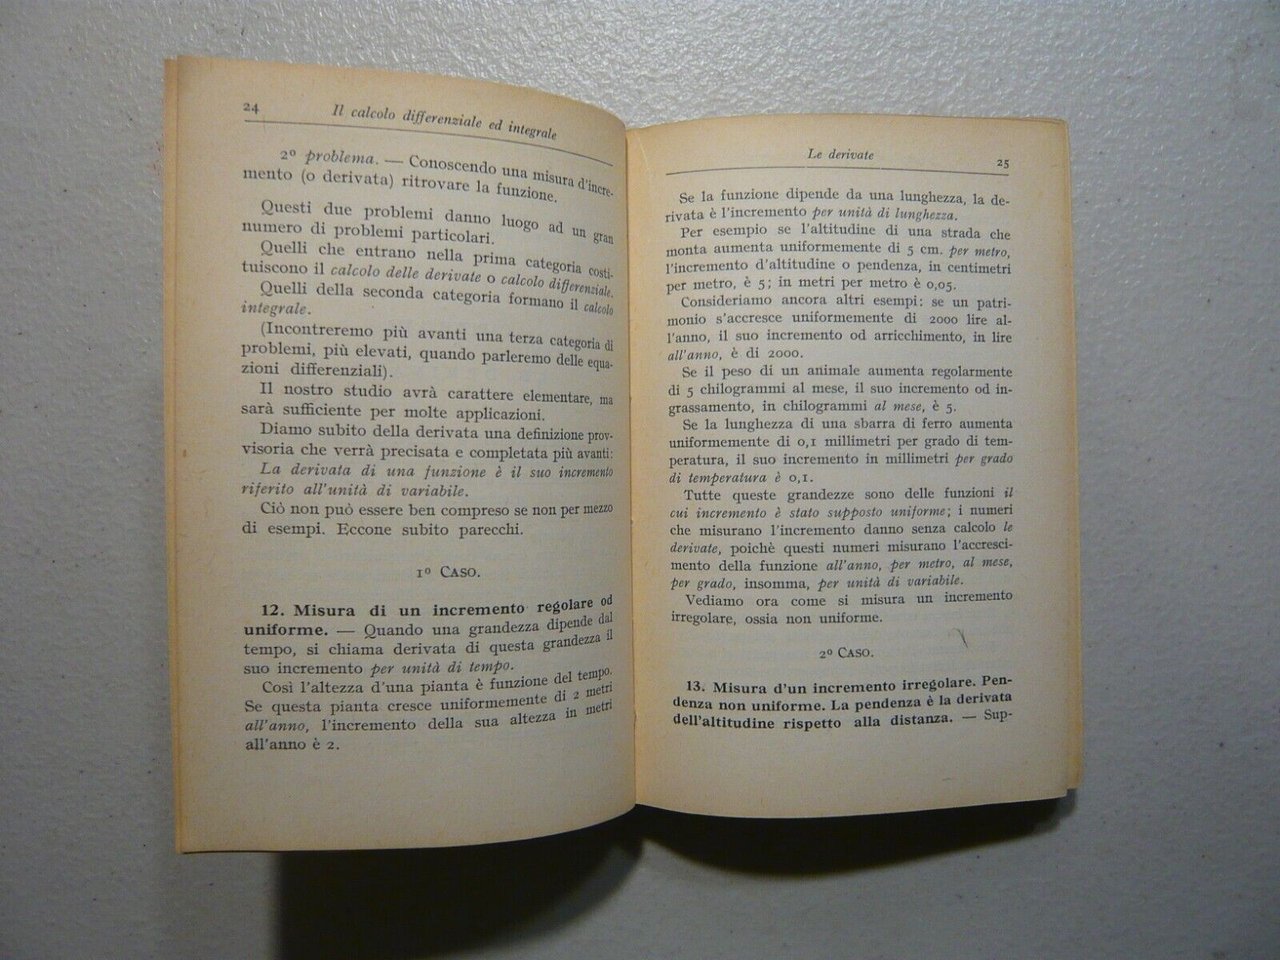 24
Il calcolo differenziale ed integrale
2º problema. — Conoscendo una misura d'incre-
mento (o derivata) ritrovare la funzione.
Questi due problemi danno luogo ad un gran
numero di problemi particolari.
Quelli che entrano nella prima categoria costi-
tuiscono il calcolo delle derivate o calcolo differenziale.
Quelli della seconda categoria formano il calcolo
integrale.
(Incontreremo più avanti una terza categoria di
problemi, più elevati, quando parleremo delle equa-
zioni differenziali).
Il nostro studio avrà carattere elementare, ma
sarà sufficiente per molte applicazioni.
Diamo subito della derivata una definizione prov-
visoria che verrà precisata e completata più avanti:
La derivata di una funzione è il suo incremento
riferito all'unità di variabile.
Ciò non può essere ben compreso se non per mezzo
di esempi. Eccone subito parecchi.
1º CASO.
12. Misura di un incremento regolare od
uniforme. — Quando una grandezza dipende dal
tempo, si chiama derivata di questa grandezza il
suo incremento per unità di tempo.
Così l'altezza d'una pianta è funzione del tempo.
Se questa pianta cresce uniformemente di 2 metri
all'anno, l'incremento della sua altezza in metri
all'anno è 2.
Le derivate
25
Se la funzione dipende da una lunghezza, la de-
rivata è l'incremento per unità di lunghezza.
Per esempio se l'altitudine di una strada che
monta aumenta uniformemente di 5 cm. per metro,
l'incremento d'altitudine o pendenza, in centimetri
per metro, è 5; in metri per metro è 0,05.
Consideriamo ancora altri esempi: se un patri-
monio s'accresce uniformemente di 2000 lire al-
l'anno, il suo incremento od arricchimento, in lire
all'anno, è di 2000.
Se il peso di un animale aumenta regolarmente
di 5 chilogrammi al mese, il suo incremento od in-
grassamento, in chilogrammi al mese, è 5.
Se la lunghezza di una sbarra di ferro aumenta
uniformemente di 0,1 millimetri per grado di tem-
peratura, il suo incremento in millimetri per grado
di temperatura è 0,1.
Tutte queste grandezze sono delle funzioni il
cui incremento è stato supposto uniforme; i numeri
che misurano l'incremento danno senza calcolo le
derivate, poichè questi numeri misurano l'accresci-
mento della funzione all'anno, per metro, al mese,
per grado, insomma, per unità di variabile.
Vediamo ora come si misura un incremento
irregolare, ossia non uniforme.
2º CASO.
13. Misura d'un incremento irregolare. Pen-
denza non uniforme. La pendenza è la derivata
dell'altitudine rispetto alla distanza. — Sup-